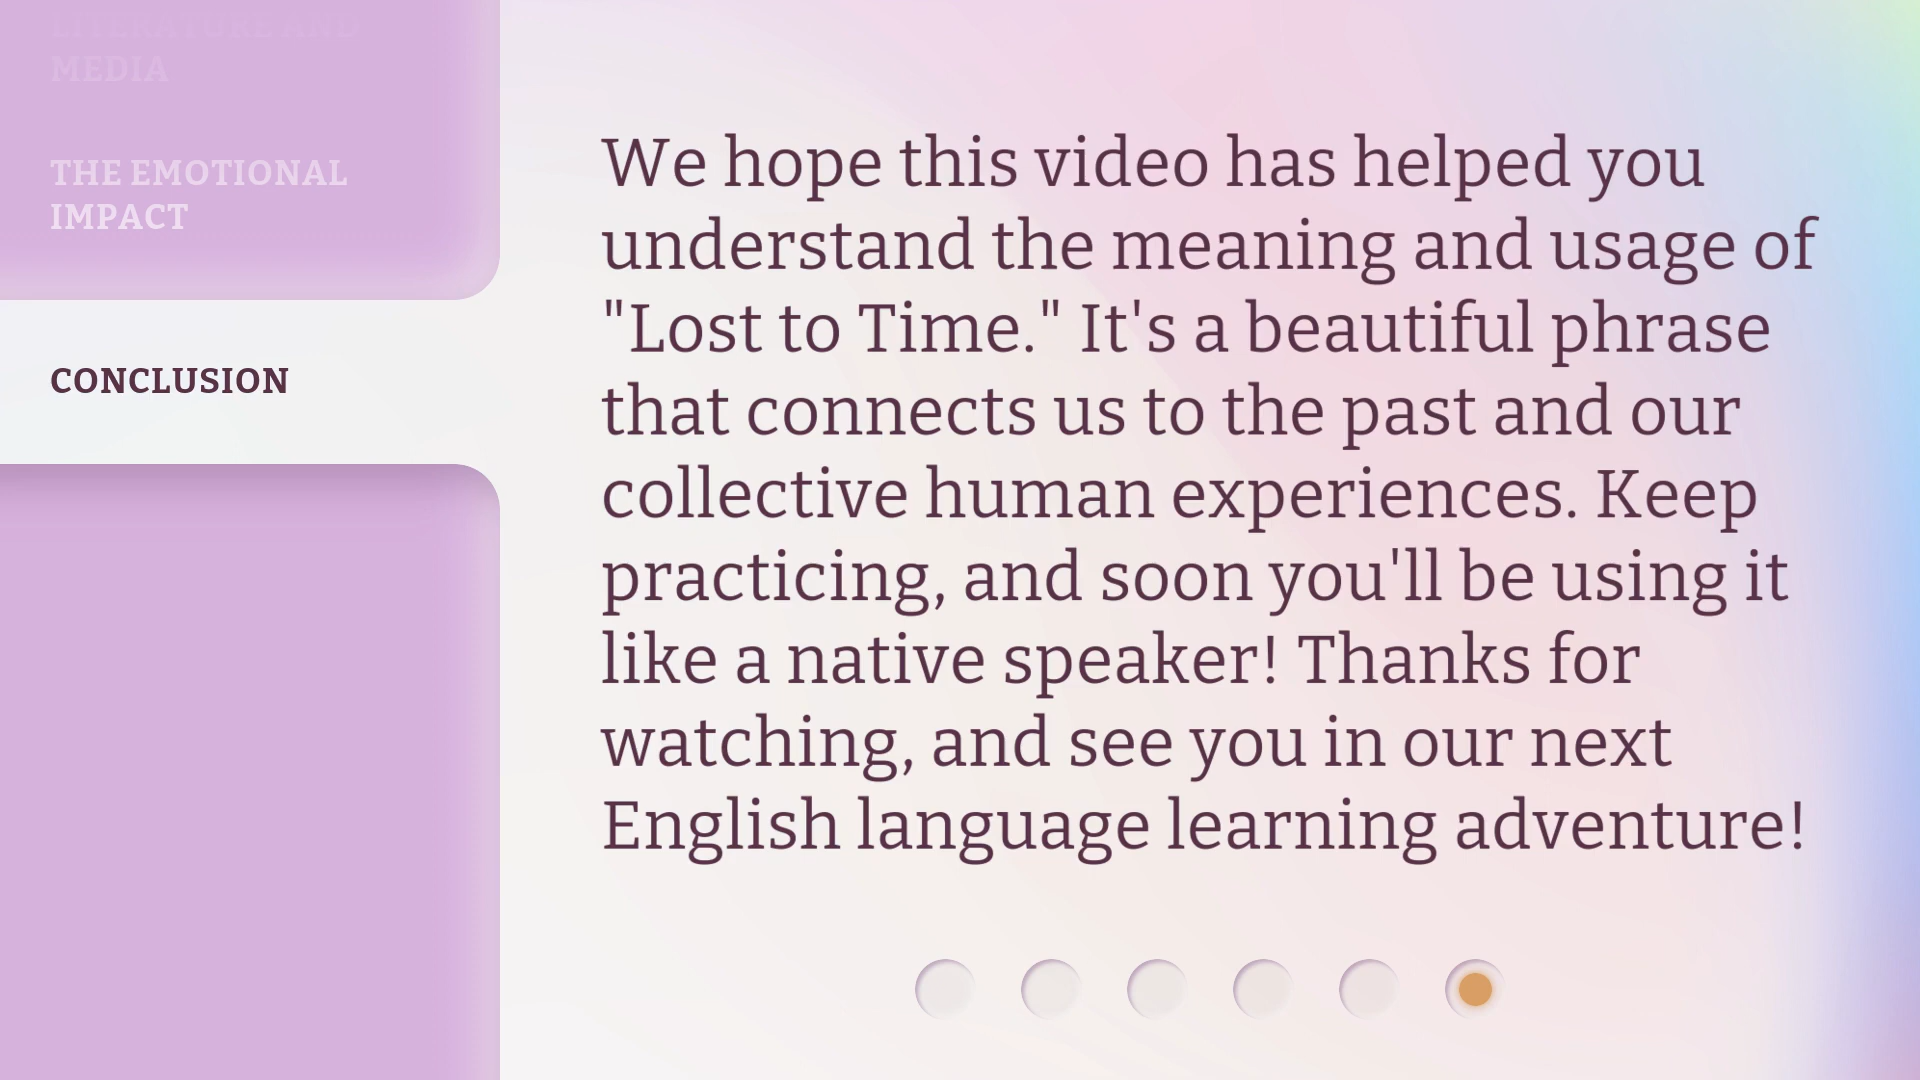 LITERATURE AND
MEDIA
THE EMOTIONAL
IMPACT
CONCLUSION
We hope this video has helped you
understand the meaning and usage of
"Lost to Time." It's a beautiful phrase
that connects us to the past and our
collective human experiences. Keep
practicing, and soon you'll be using it
like a native speaker! Thanks for
watching, and see you in our next
English language learning adventure!